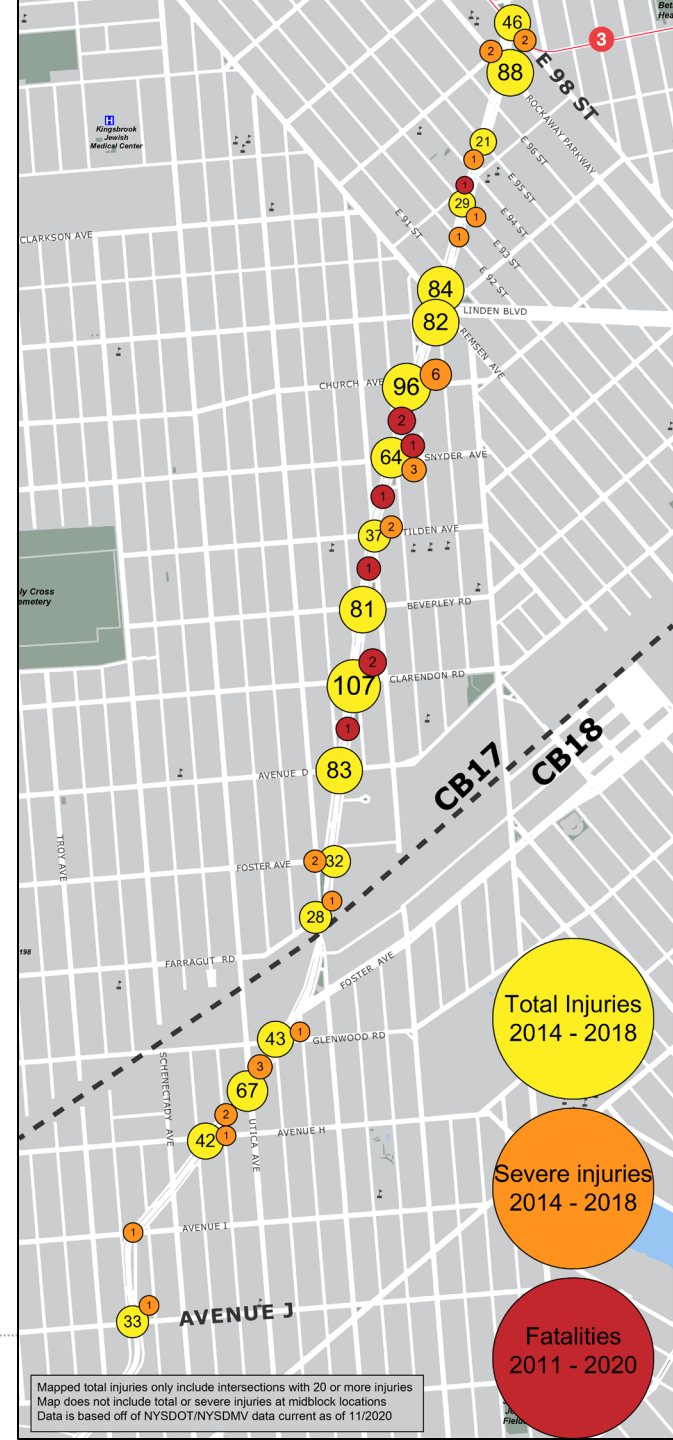 Bet
Hea
46
2
2
3
E 98 ST
88
ROCKAWAY PARKWAY
H
Kingsbrook
Jewish
Medical Center
21
E 96 ST
1
1
E 95 ST
29
1
E 94 ST
E 91 ST
CLARKSON AVE
1
E 93 ST
E 92 ST
84
LINDEN BLVD
82
REMSEN AVE
6
CHURCH AVE
96
2
1
64
SNYDER AVE
3
1
2
TILDEN AVE
37
1
ly Cross
emetery
81
BEVERLEY RD
2
CLARENDON RD
107
1
CB17
CB18
AVENUE D
83
TROY AVE
FOSTER AVE
2
32
1
28
198
FARRAGUT RD
FOSTER AVE
Total Injuries
2014 - 2018
43
1
GLENWOOD RD
SCHENECTADY AVE
3
67
2
UTICA AVE
42
1
AVENUE H
Severe injuries
2014 - 2018
1
AVENUE I
1
33
AVENUE J
Fatalities
2011 - 2020
Mapped total injuries only include intersections with 20 or more injuries
Map does not include total or severe injuries at midblock locations
Data is based off of NYSDOT/NYSDMV data current as of 11/2020
Field